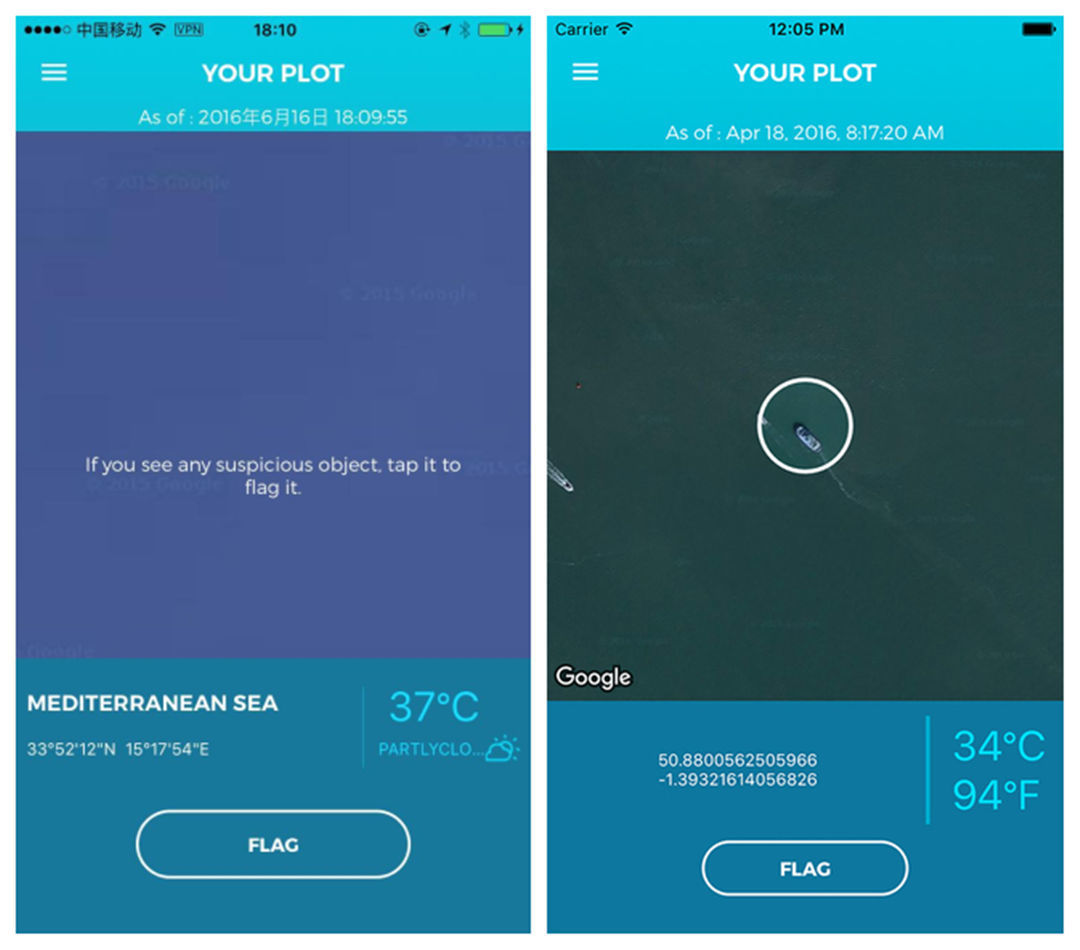 中国移动 VPN 18:10
YOUR PLOT
As of : 2016年6月16日 18:09:55
© 2015 Google
© 2015 Google
If you see any suspicious object, tap it to
flag it.
© 2015 Google
Google
MEDITERRANEAN SEA
33°52'12"N 15°17'54"E
37°C
PARTLYCLO...
FLAG
Carrier 12:05 PM
YOUR PLOT
As of : Apr 18, 2016, 8:17:20 AM
Google
50.8800562505966
-1.39321614056826
34°C
94°F
FLAG